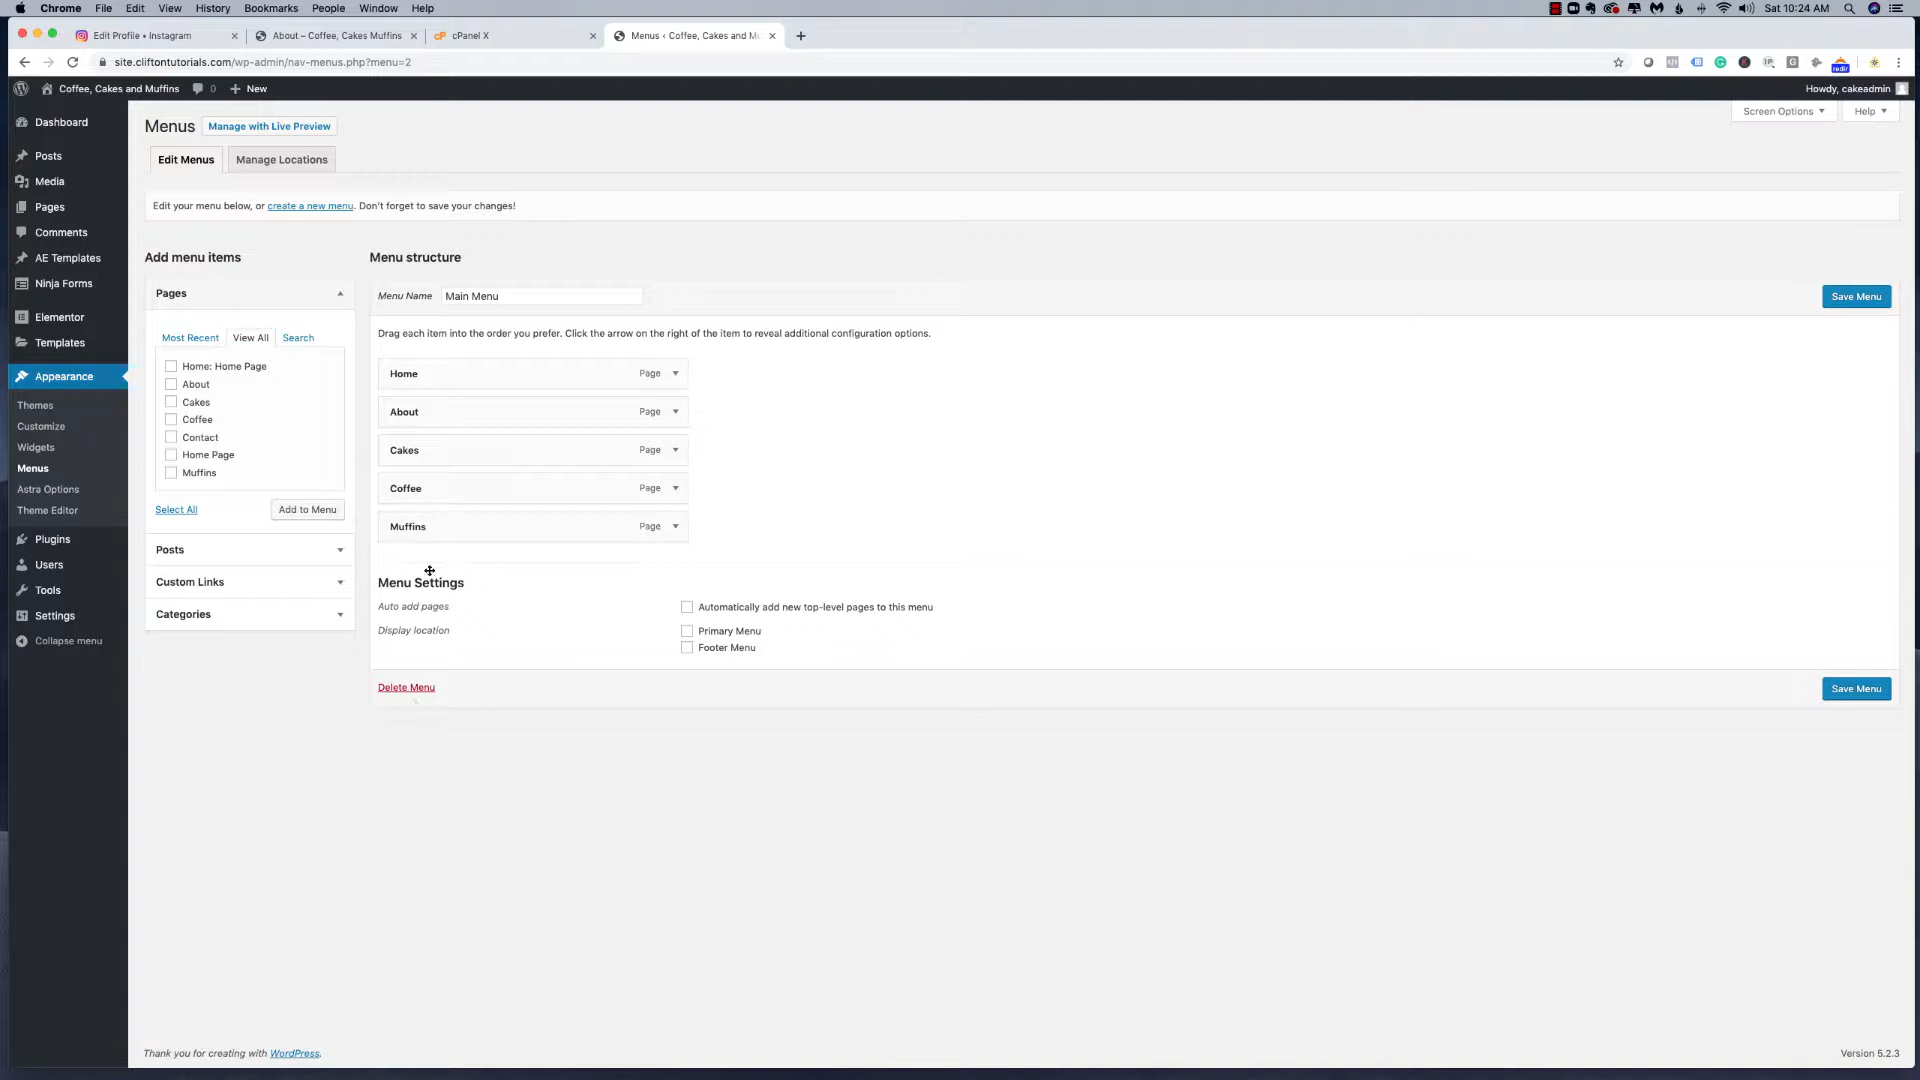 Chrome File Edit View History Bookmarks People Window Help Sat 10:24 AM
Edit Profile • Instagram About – Coffee, Cakes Muffins cPanel X Menus ‹ Coffee, Cakes and Mu
site.cliftontutorials.com/wp-admin/nav-menus.php?menu=2
redir
Coffee, Cakes and Muffins 0 New Howdy, cakeadmin
Dashboard
Posts
Media
Pages
Comments
AE Templates
Ninja Forms
Elementor
Templates
Appearance
Themes
Customize
Widgets
Menus
Astra Options
Theme Editor
Plugins
Users
Tools
Settings
Collapse menu
Menus Manage with Live Preview
Screen Options Help
Edit Menus Manage Locations
Edit your menu below, or create a new menu. Don't forget to save your changes!
Add menu items
Pages
Most Recent View All Search
Home: Home Page
About
Cakes
Coffee
Contact
Home Page
Muffins
Select All Add to Menu
Posts
Custom Links
Categories
Menu structure
Menu Name Main Menu Save Menu
Drag each item into the order you prefer. Click the arrow on the right of the item to reveal additional configuration options.
Home Page
About Page
Cakes Page
Coffee Page
Muffins Page
Menu Settings
Auto add pages Automatically add new top-level pages to this menu
Display location Primary Menu
Footer Menu
Delete Menu Save Menu
Thank you for creating with WordPress. Version 5.2.3